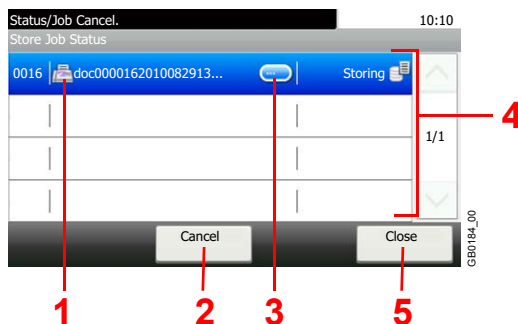 Status/Job Cancel. 10:10
Store Job Status
0016 doc0000162010082913... Storing
4
1/1
Cancel Close
GB0184_00
1 2 3 5